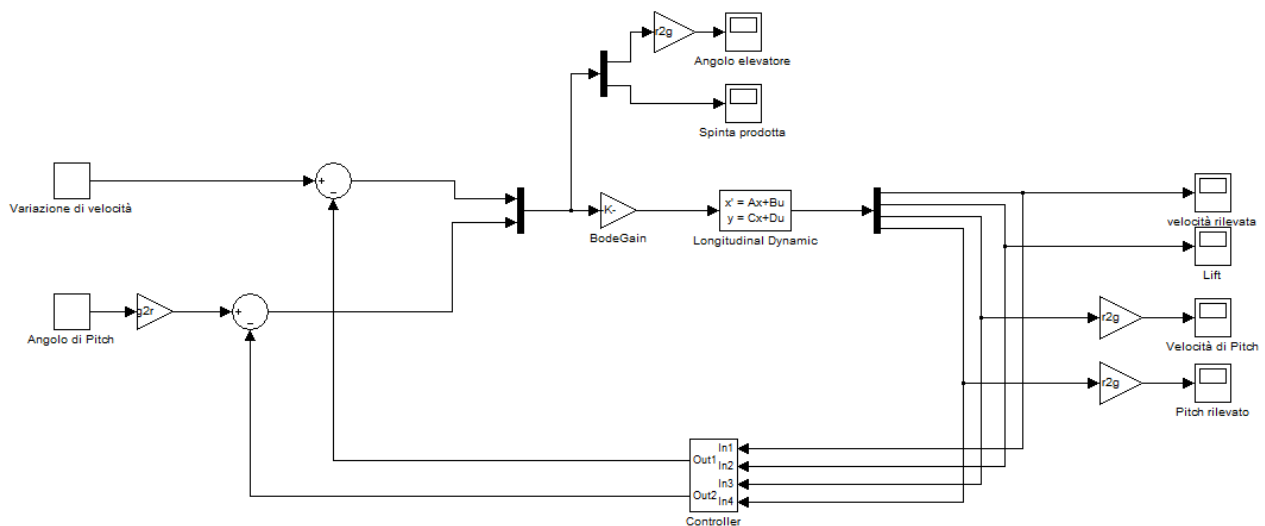 r2g
Angolo elevatore
Spinta prodotta
+
−
Variazione di velocità
-K-
BodeGain
x' = Ax+Bu
y = Cx+Du
Longitudinal Dynamic
velocità rilevata
Lift
g2r
+
−
Angolo di Pitch
r2g
Velocità di Pitch
r2g
Pitch rilevato
In1
Out1
In2
In3
Out2
In4
Controller